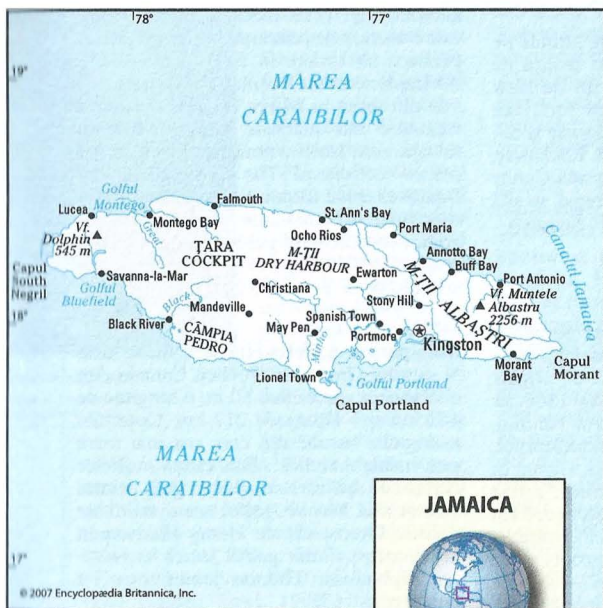 78°
77°
19°
MAREA
CARAIBILOR
Golful
Montego
Lucea
Falmouth
Montego Bay
Great
St. Ann's Bay
Ocho Rios
Port Maria
Vf.
Dolphin
545 m
ȚARA
COCKPIT
M-ȚII
DRY HARBOUR
Annotto Bay
Buff Bay
Canalul Jamaica
Capul
South
Negril
Savanna-la-Mar
Golful
Bluefield
Christiana
Ewarton
M-ȚII ALBAȘTRI
Port Antonio
Vf. Muntele
Albastru
2256 m
18°
Black
Mandeville
Stony Hill
Spanish Town
Black River
CÂMPIA
PEDRO
May Pen
Minho
Portmore
Kingston
Morant
Bay
Capul
Morant
Lionel Town
Golful Portland
Capul Portland
MAREA
CARAIBILOR
JAMAICA
17°
© 2007 Encyclopædia Britannica, Inc.